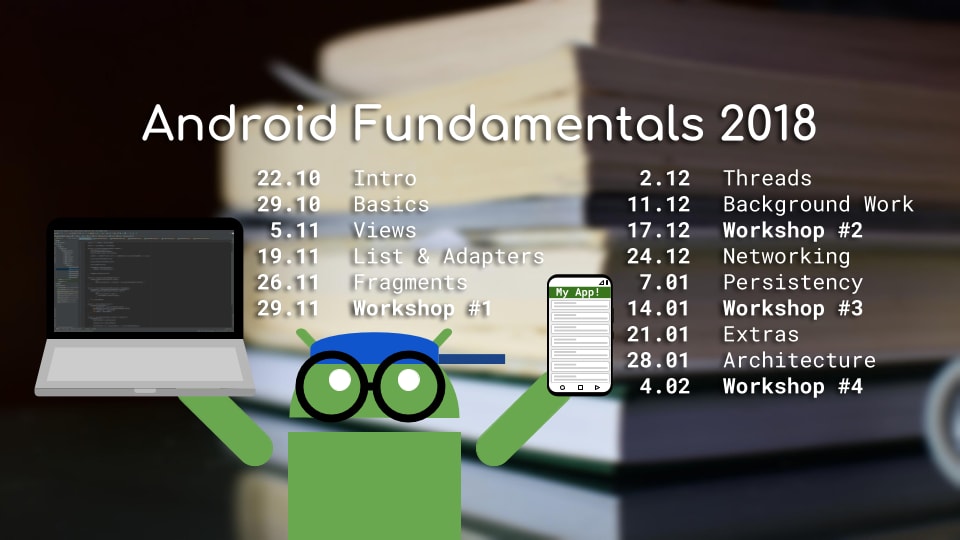 Android Fundamentals 2018
22.10 Intro
29.10 Basics
5.11 Views
19.11 List & Adapters
26.11 Fragments
29.11 Workshop #1
2.12 Threads
11.12 Background Work
17.12 Workshop #2
24.12 Networking
7.01 Persistency
14.01 Workshop #3
21.01 Extras
28.01 Architecture
4.02 Workshop #4
My App!